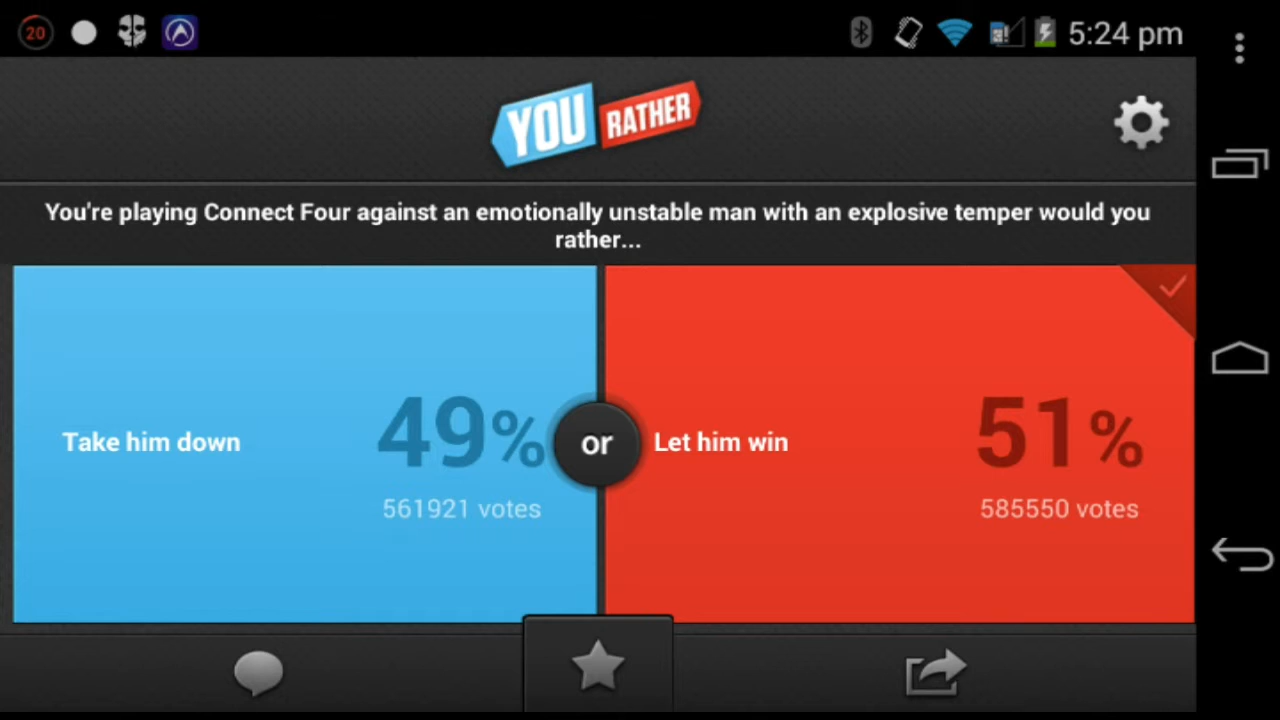 20
5:24 pm
YOU RATHER
You're playing Connect Four against an emotionally unstable man with an explosive temper would you
rather...
Take him down
49%
561921 votes
or
Let him win
51%
585550 votes